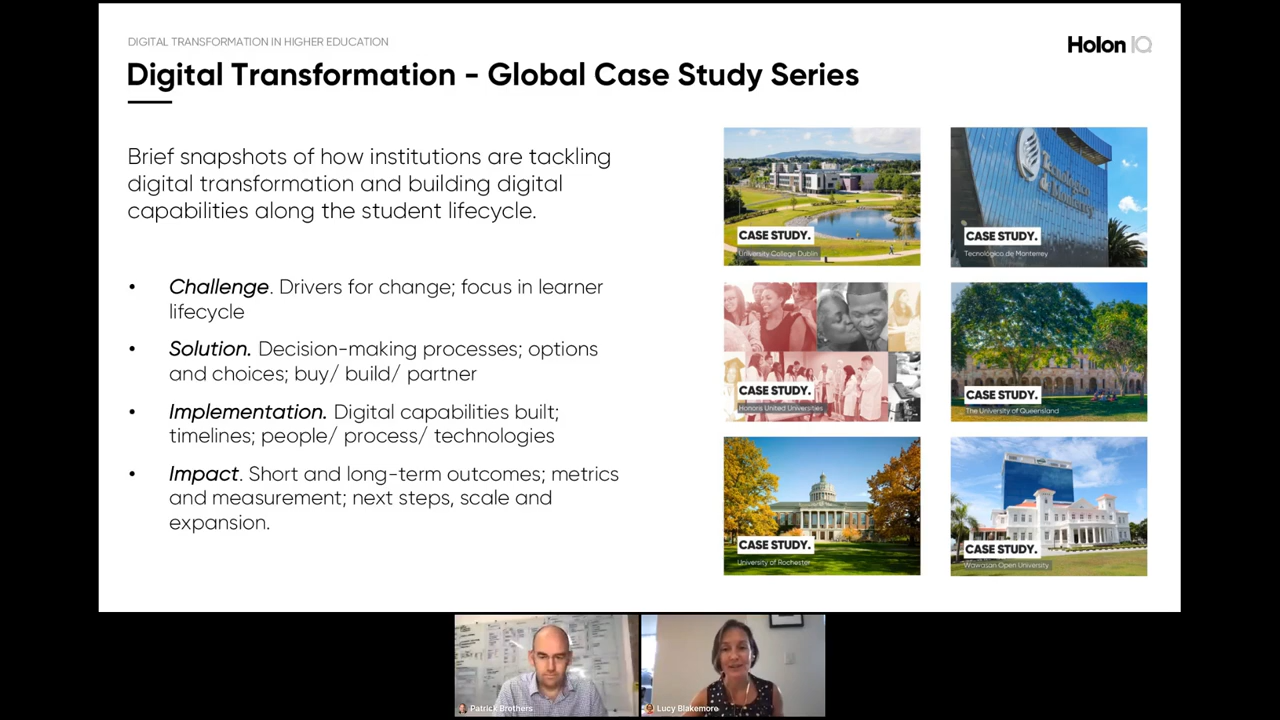 DIGITAL TRANSFORMATION IN HIGHER EDUCATION
Holon IQ
Digital Transformation - Global Case Study Series
Brief snapshots of how institutions are tackling
digital transformation and building digital
capabilities along the student lifecycle.
• Challenge. Drivers for change; focus in learner
lifecycle
• Solution. Decision-making processes; options
and choices; buy/ build/ partner
• Implementation. Digital capabilities built;
timelines; people/ process/ technologies
• Impact. Short and long-term outcomes; metrics
and measurement; next steps, scale and
expansion.
CASE STUDY.
University College Dublin
Tecnológico
de Monterrey
CASE STUDY.
Tecnológico de Monterrey
CASE STUDY.
Honoris United Universities
CASE STUDY.
The University of Queensland
CASE STUDY.
University of Rochester
CASE STUDY.
Wawasan Open University
Patrick Brothers
Lucy Blakemore